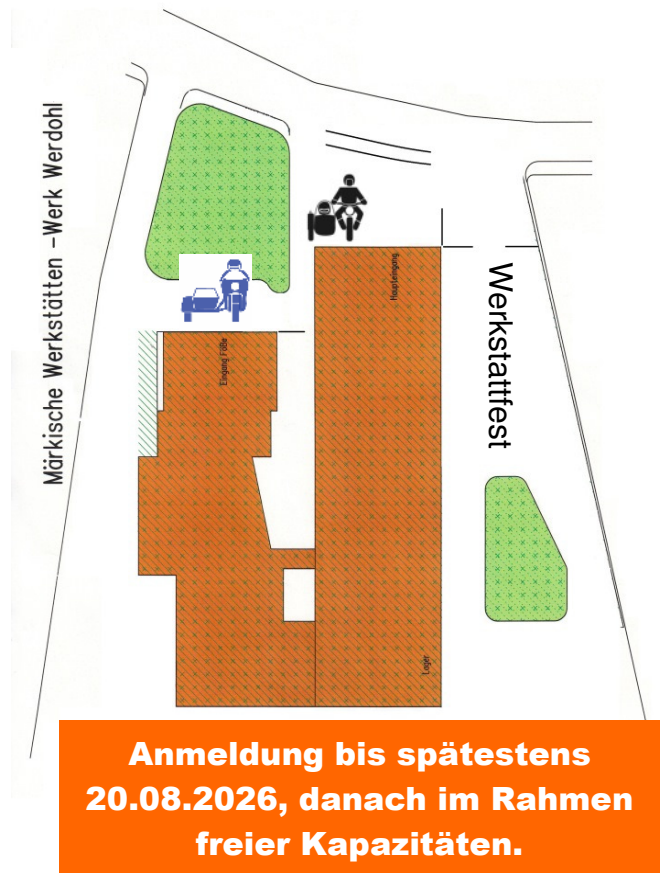 Märkische Werkstätten -Werk Werdohl
Haupteingang
Eingang FüBe
Werkstattfest
Lager
Anmeldung bis spätestens
20.08.2026, danach im Rahmen
freier Kapazitäten.